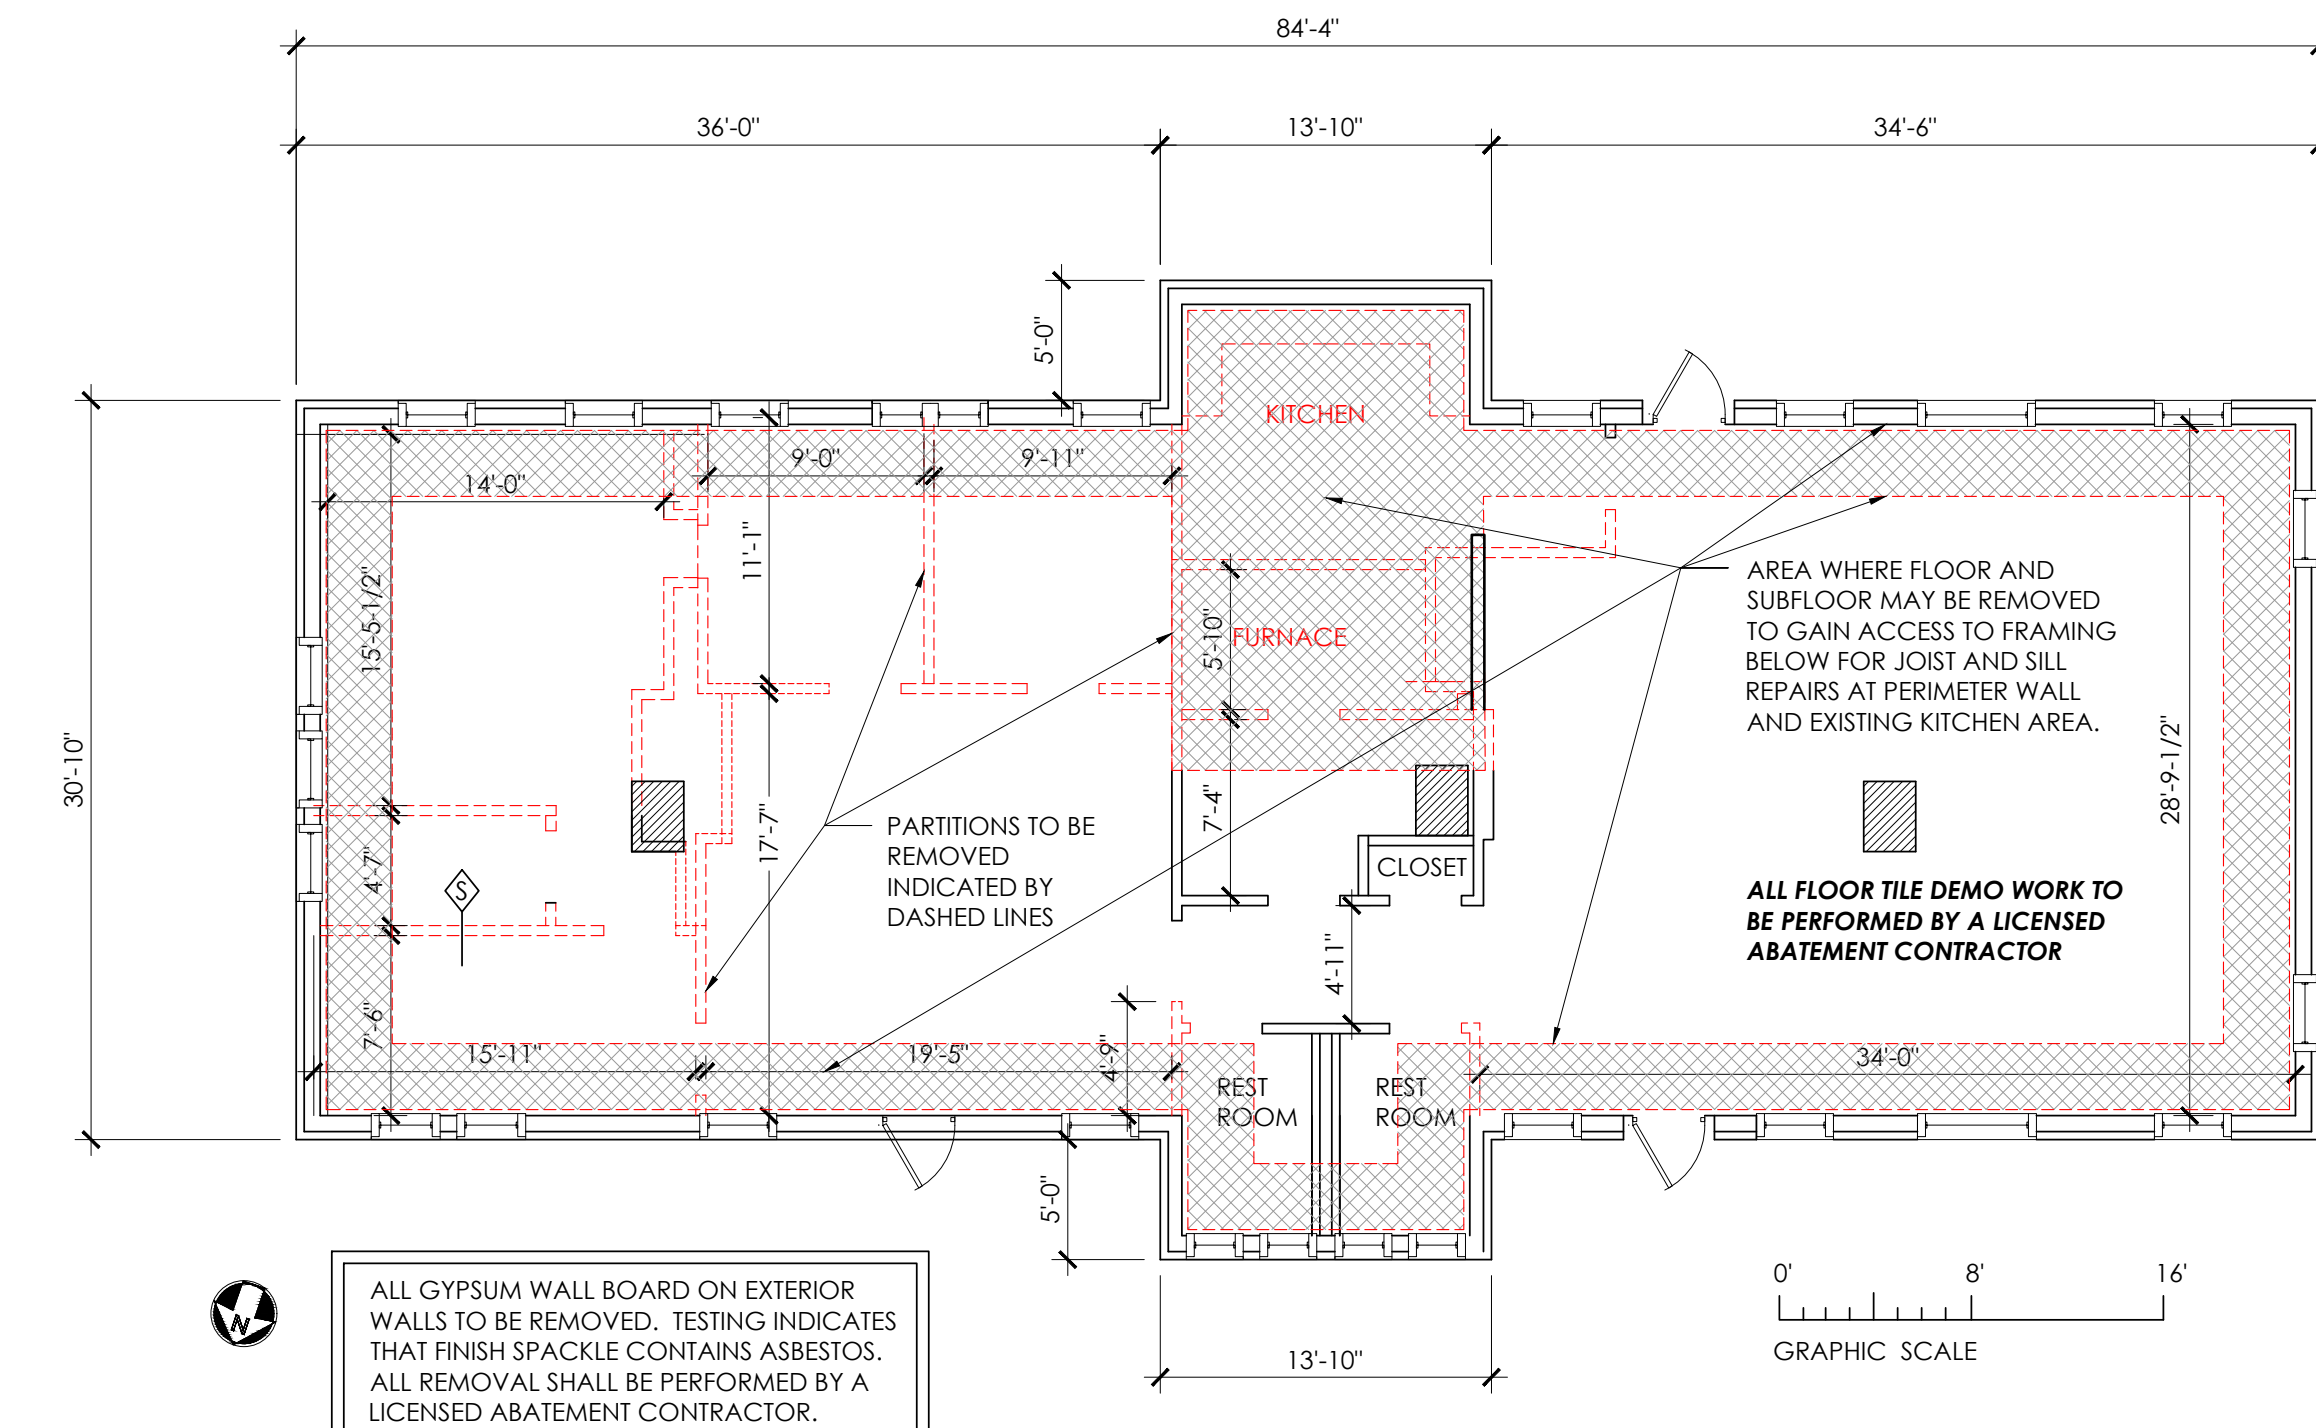 84'-4"
36'-0"
13'-10"
34'-6"
5'-0"
KITCHEN
9'-0"
9'-11"
14'-0"
11'-1"
15'-5-1/2"
5'-10"
FURNACE
AREA WHERE FLOOR AND
SUBFLOOR MAY BE REMOVED
TO GAIN ACCESS TO FRAMING
BELOW FOR JOIST AND SILL
REPAIRS AT PERIMETER WALL
AND EXISTING KITCHEN AREA.
30'-10"
28'-9-1/2"
7'-4"
17'-7"
PARTITIONS TO BE
REMOVED
INDICATED BY
DASHED LINES
CLOSET
4'-7"
S
ALL FLOOR TILE DEMO WORK TO
BE PERFORMED BY A LICENSED
ABATEMENT CONTRACTOR
4'-11"
7'-6"
15'-11"
19'-5"
4'-9"
34'-0"
REST
ROOM
REST
ROOM
5'-0"
N
ALL GYPSUM WALL BOARD ON EXTERIOR
WALLS TO BE REMOVED. TESTING INDICATES
THAT FINISH SPACKLE CONTAINS ASBESTOS.
ALL REMOVAL SHALL BE PERFORMED BY A
LICENSED ABATEMENT CONTRACTOR.
13'-10"
0' 8' 16'
GRAPHIC SCALE